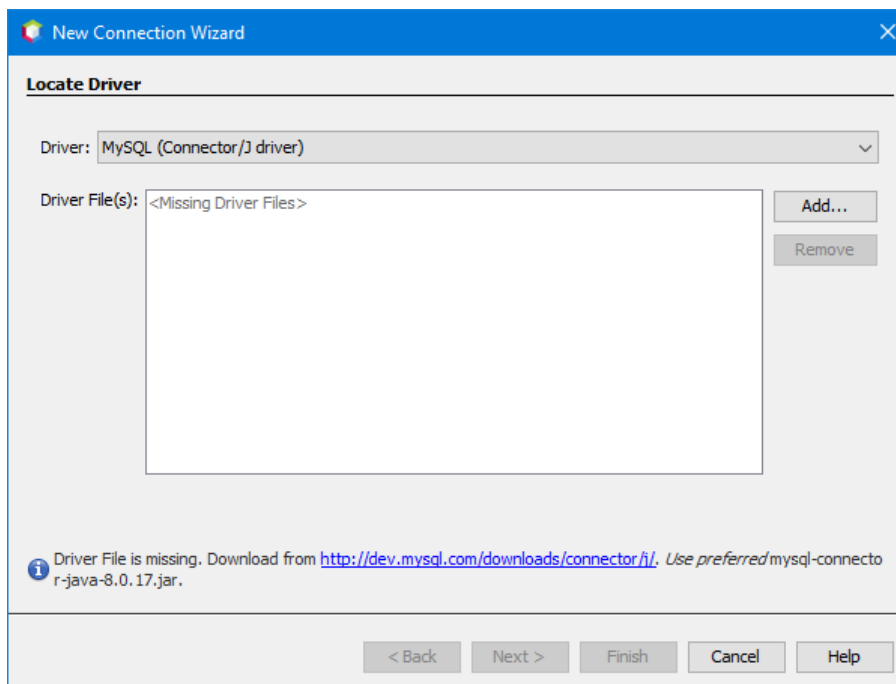 New Connection Wizard
Locate Driver
Driver: MySQL (Connector/J driver)
Driver File(s): <Missing Driver Files>
Add...
Remove
Driver File is missing. Download from http://dev.mysql.com/downloads/connector/j/. Use preferred mysql-connecto
r-java-8.0.17.jar.
< Back Next > Finish Cancel Help